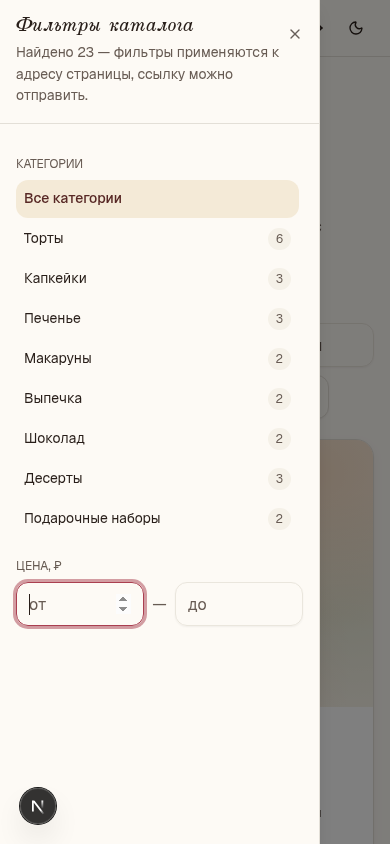 Фильтры каталога
Найдено 23 — фильтры применяются к
адресу страницы, ссылку можно
отправить.
КАТЕГОРИИ
Все категории
Торты 6
Капкейки 3
Печенье 3
Макаруны 2
Выпечка 2
Шоколад 2
Десерты 3
Подарочные наборы 2
ЦЕНА, ₽
от — до
N